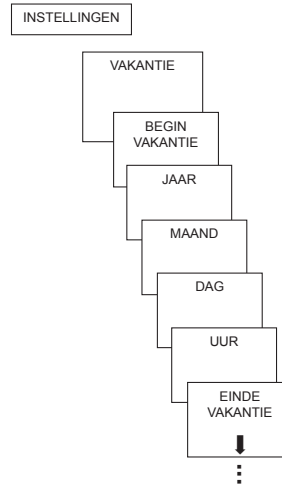 INSTELLINGEN
VAKANTIE
BEGIN
VAKANTIE
JAAR
MAAND
DAG
UUR
EINDE
VAKANTIE